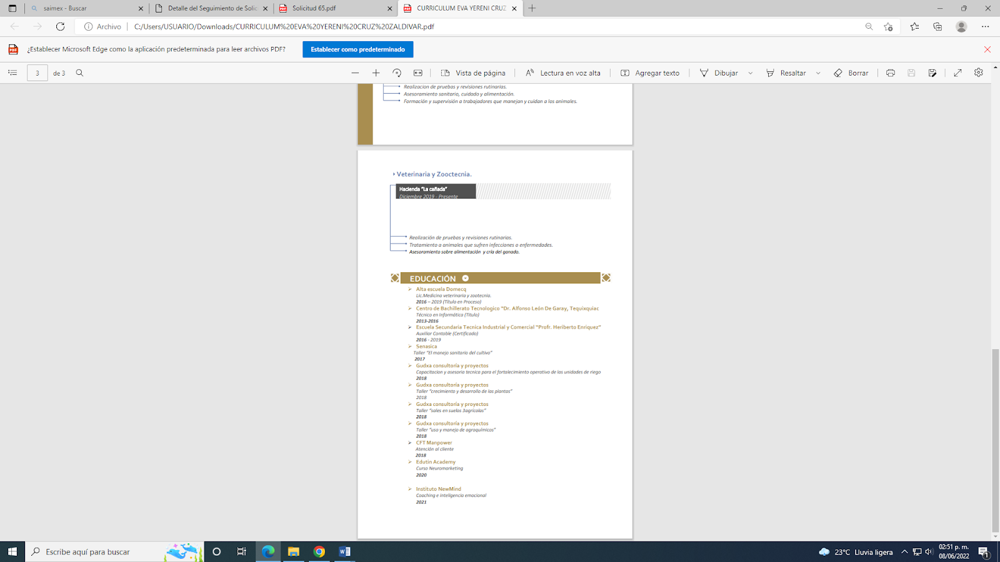 saimex - Buscar
Detalle del Seguimiento de Solic
Solicitud 65.pdf
CURRICULUM EVA YERENI CRUZ
Archivo
C:/Users/USUARIO/Downloads/CURRICULUM%20EVA%20YERENI%20CRUZ%20ZALDIVAR.pdf
¿Establecer Microsoft Edge como la aplicación predeterminada para leer archivos PDF?
Establecer como predeterminado
3 de 3
Vista de página
Lectura en voz alta
Agregar texto
Dibujar
Resaltar
Borrar
Realizacion de pruebas y revisiones rutinarias.
Asesoramiento sanitario, cuidado y alimentación.
Formación y supervisión a trabajadores que manejan y cuidan a los animales.
Veterinaria y Zooctecnia.
Hacienda “La cañada”
Diciembre 2019 - Presente
Realización de pruebas y revisiones rutinarias.
Tratamiento a animales que sufren infecciones o enfermedades.
Asesoramiento sobre alimentación y cría del ganado.
EDUCACIÓN
Alta escuela Domecq
Lic.Medicina veterinaria y zootecnia.
2016 – 2019 (Título en Proceso)
Centro de Bachillerato Tecnologico “Dr. Alfonso León De Garay, Tequixquiac
Técnico en Informática (Título)
2013-2016
Escuela Secundaria Tecnica Industrial y Comercial “Profr. Heriberto Enriquez”
Auxiliar Contable (Certificado)
2016 - 2019
Senasica
Taller “El manejo sanitario del cultivo”
2017
Gudxa consultoría y proyectos
Capacitacion y asesoria tecnica para el fortalecimiento operativo de las unidades de riego
2018
Gudxa consultoría y proyectos
Taller “crecimiento y desarrollo de las plantas”
2018
Gudxa consultoría y proyectos
Taller “sales en suelos 3agrícolas”
2018
Gudxa consultoría y proyectos
Taller “uso y manejo de agroquímicos”
2018
CFT Manpower
Atención al cliente
2018
Edutin Academy
Curso Neuromarketing
2020
Instituto NewMind
Coaching e inteligencia emocional
2021
Escribe aquí para buscar
23°C Lluvia ligera
02:51 p. m.
08/06/2022
1